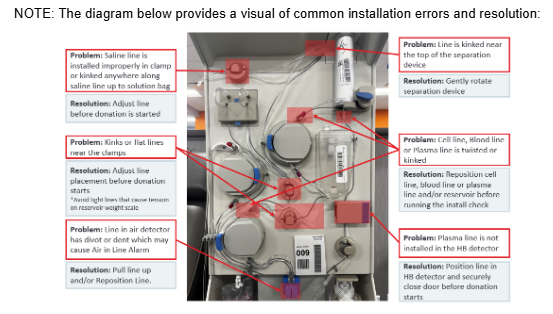 NOTE: The diagram below provides a visual of common installation errors and resolution:
Problem: Saline line is
installed improperly in clamp
or kinked anywhere along
saline line up to solution bag
Resolution: Adjust line
before donation is started
Problem: Kinks or flat lines
near the clamps
Resolution: Adjust line
placement before donation
starts
*Avoid tight lines that cause tension
on reservoir weight scale
Problem: Line in air detector
has divot or dent which may
cause Air in Line Alarm
Resolution: Pull line up
and/or Reposition Line.
Problem: Line is kinked near
the top of the separation
device
Resolution: Gently rotate
separation device
Problem: Cell line, Blood line
or Plasma line is twisted or
kinked
Resolution: Reposition cell
line, blood line or plasma
line and/or reservoir before
running the install check
Problem: Plasma line is not
installed in the HB detector
Resolution: Position line in
HB detector and securely
close door before donation
starts
009